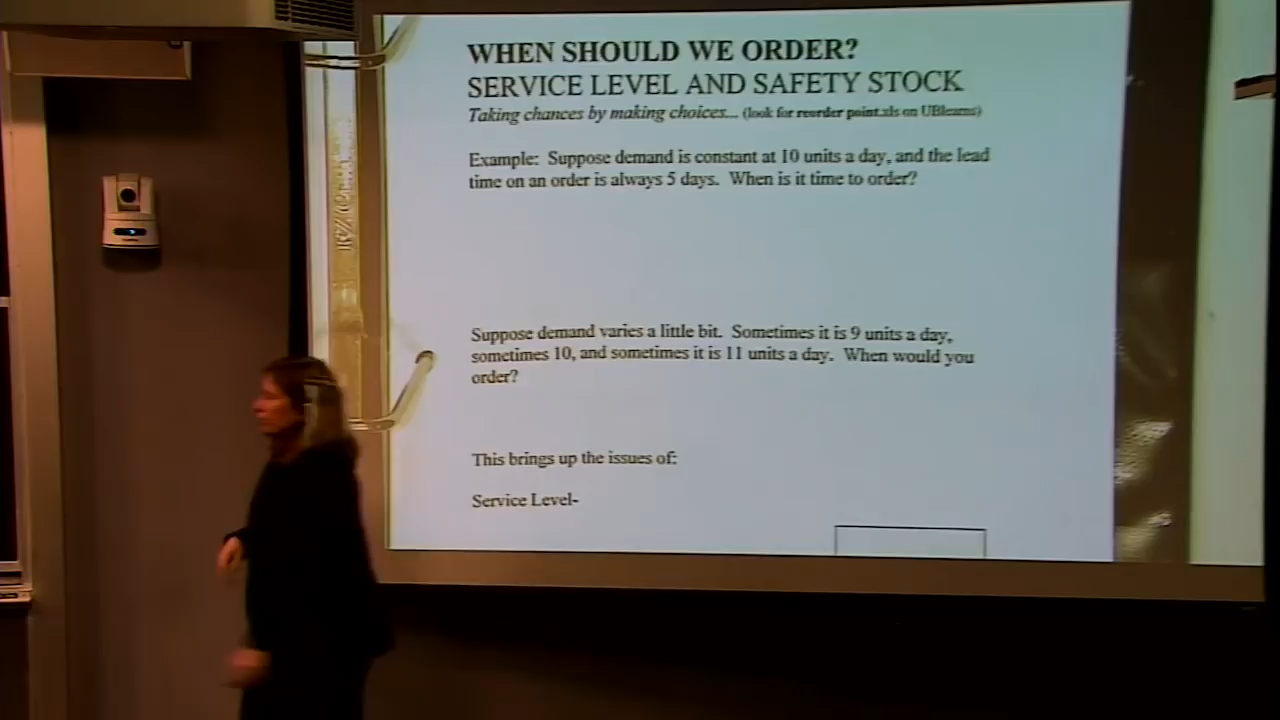 WHEN SHOULD WE ORDER?
SERVICE LEVEL AND SAFETY STOCK
Taking chances by making choices... (look for reorder point.xls on UBlearns)
Example: Suppose demand is constant at 10 units a day, and the lead
time on an order is always 5 days. When is it time to order?
Suppose demand varies a little bit. Sometimes it is 9 units a day,
sometimes 10, and sometimes it is 11 units a day. When would you
order?
This brings up the issues of:
Service Level-